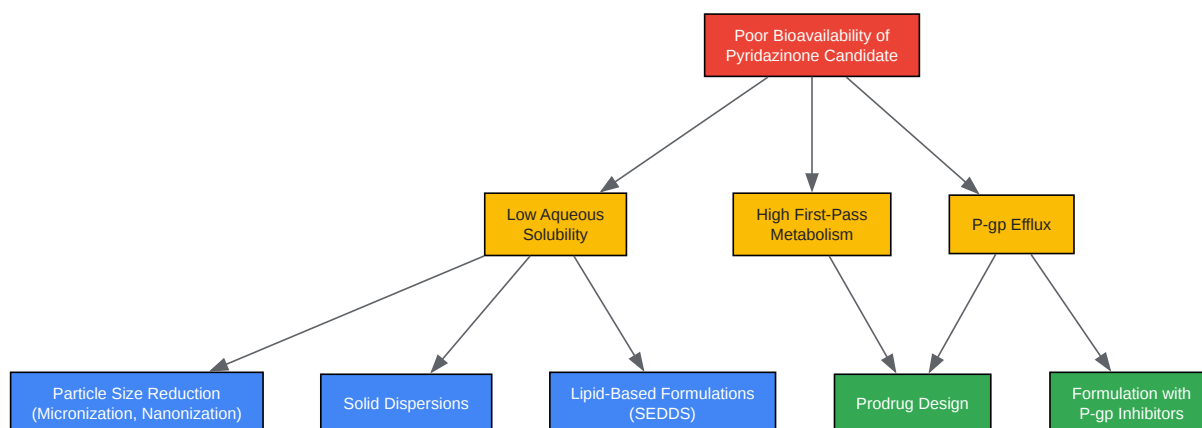 Poor Bioavailability of
Pyridazinone Candidate
Low Aqueous
Solubility
High First-Pass
Metabolism
P-gp Efflux
Particle Size Reduction
(Micronization, Nanonization)
Solid Dispersions
Lipid-Based Formulations
(SEDDS)
Prodrug Design
Formulation with
P-gp Inhibitors